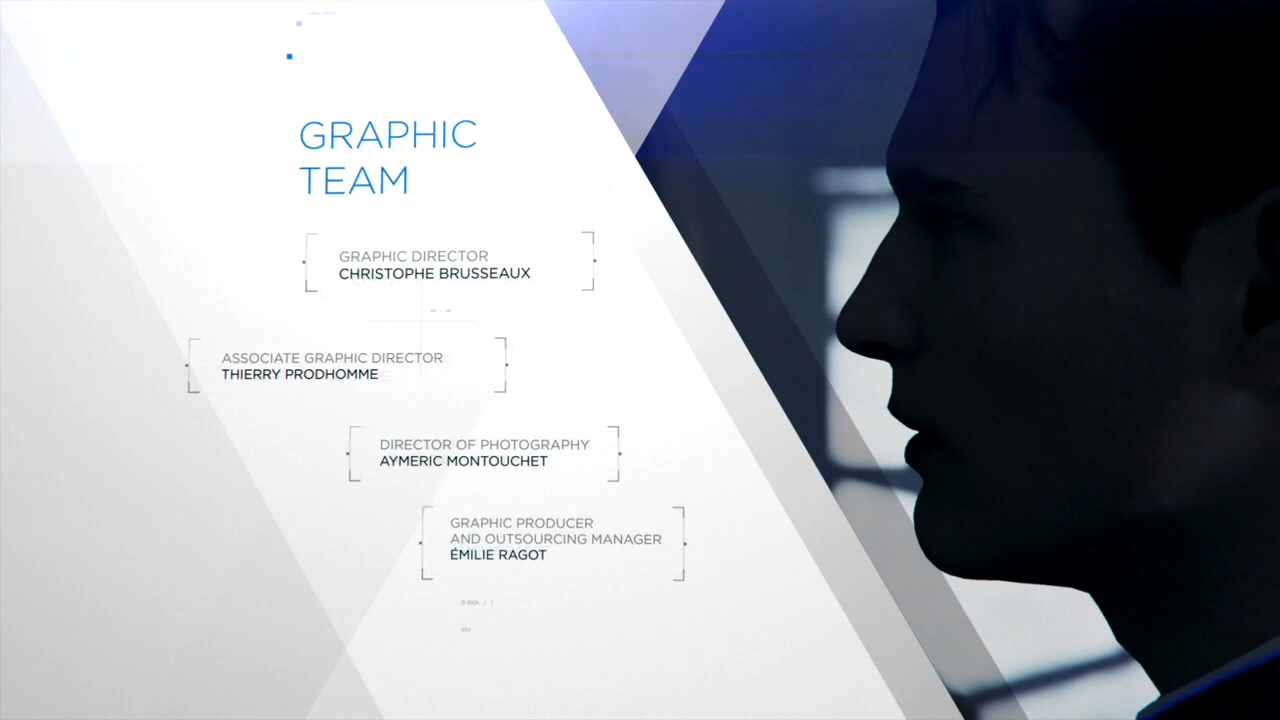 GRAPHIC
TEAM
GRAPHIC DIRECTOR
CHRISTOPHE BRUSSEAUX
ASSOCIATE GRAPHIC DIRECTOR
THIERRY PRODHOMME
DIRECTOR OF PHOTOGRAPHY
AYMERIC MONTOUCHET
GRAPHIC PRODUCER
AND OUTSOURCING MANAGER
ÉMILIE RAGOT